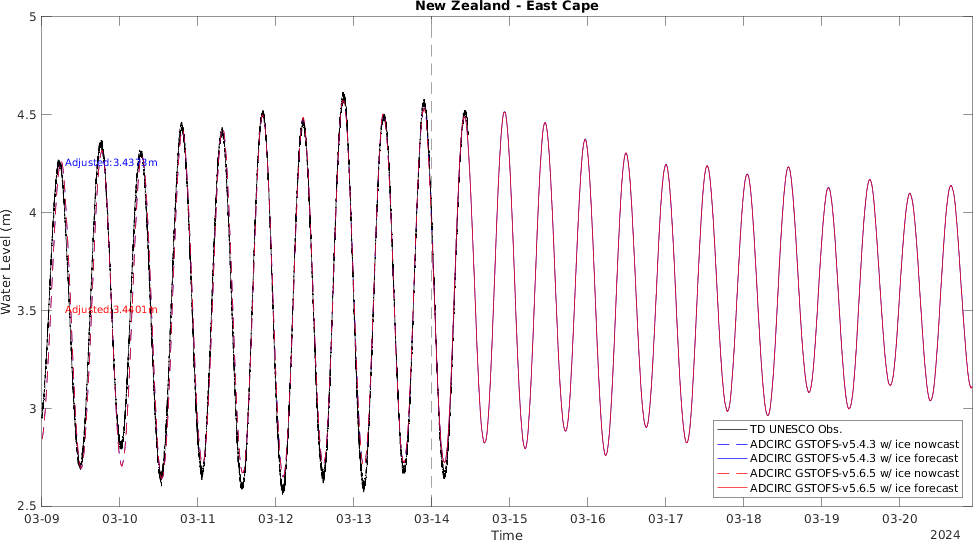 New Zealand - East Cape
5
4.5
4
3.5
3
2.5
Water Level (m)
Adjusted:3.4373m
Adjusted:3.4401m
TD UNESCO Obs.
ADCIRC GSTOFS-v5.4.3 w/ ice nowcast
ADCIRC GSTOFS-v5.4.3 w/ ice forecast
ADCIRC GSTOFS-v5.6.5 w/ ice nowcast
ADCIRC GSTOFS-v5.6.5 w/ ice forecast
03-09 03-10 03-11 03-12 03-13 03-14 03-15 03-16 03-17 03-18 03-19 03-20
Time
2024